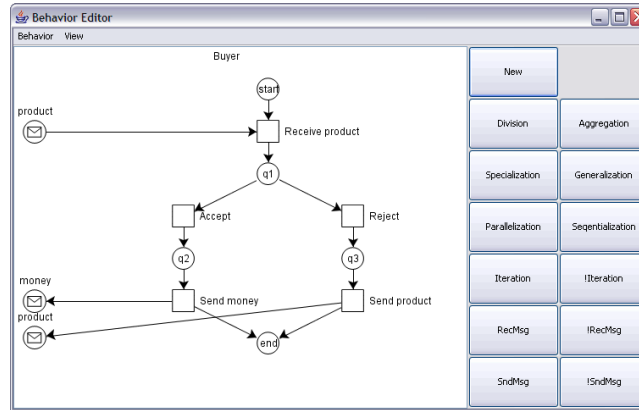 Behavior Editor
Behavior View
Buyer
start
product
Receive product
q1
Accept
Reject
q2
q3
money
Send money
Send product
product
end
New
Division
Aggregation
Specialization
Generalization
Parallelization
Seqentialization
Iteration
!Iteration
RecMsg
!RecMsg
SndMsg
!SndMsg